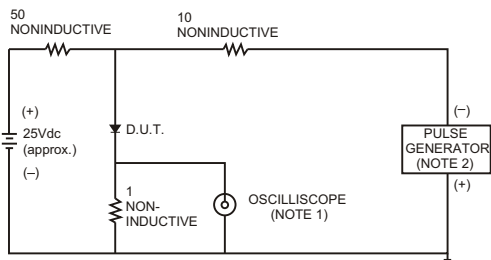 50
NONINDUCTIVE
10
NONINDUCTIVE
(+)
25Vdc
(approx.)
(–)
D.U.T.
1
NON-
INDUCTIVE
OSCILLISCOPE
(NOTE 1)
(–)
PULSE
GENERATOR
(NOTE 2)
(+)